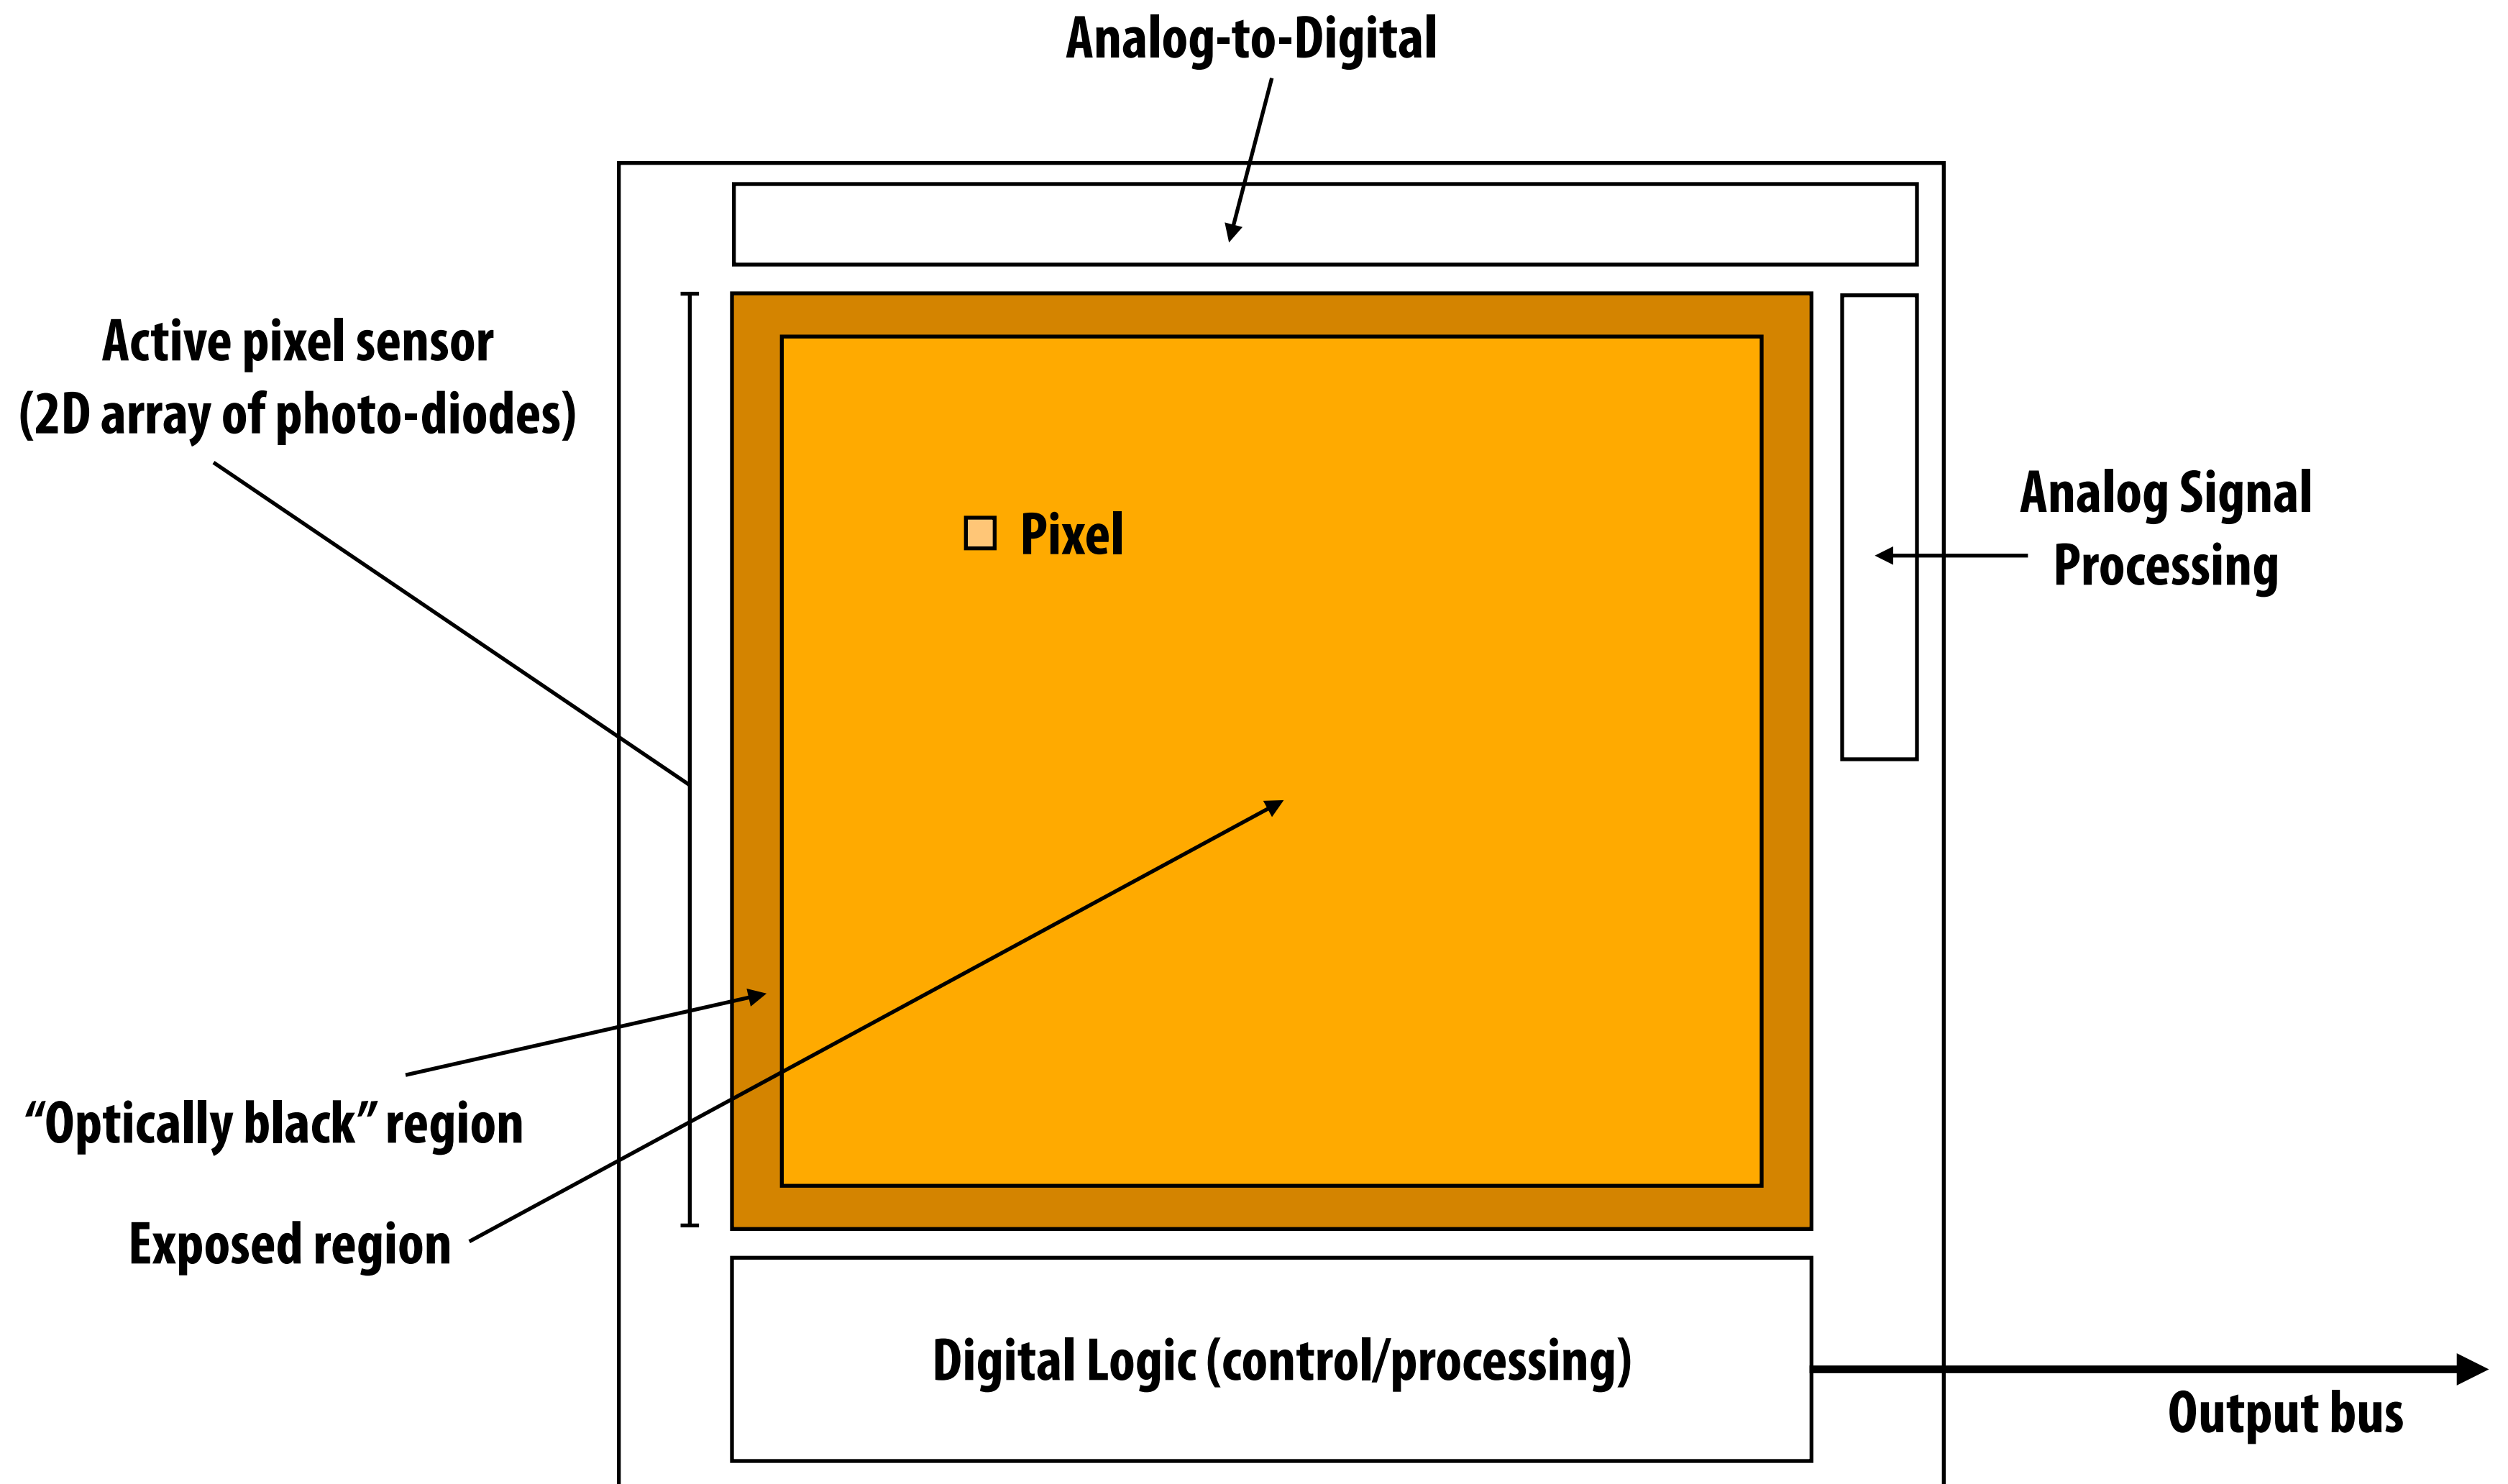 Analog-to-Digital
Active pixel sensor
(2D array of photo-diodes)
Analog Signal
Processing
Pixel
“Optically black” region
Exposed region
Digital Logic (control/processing)
Output bus